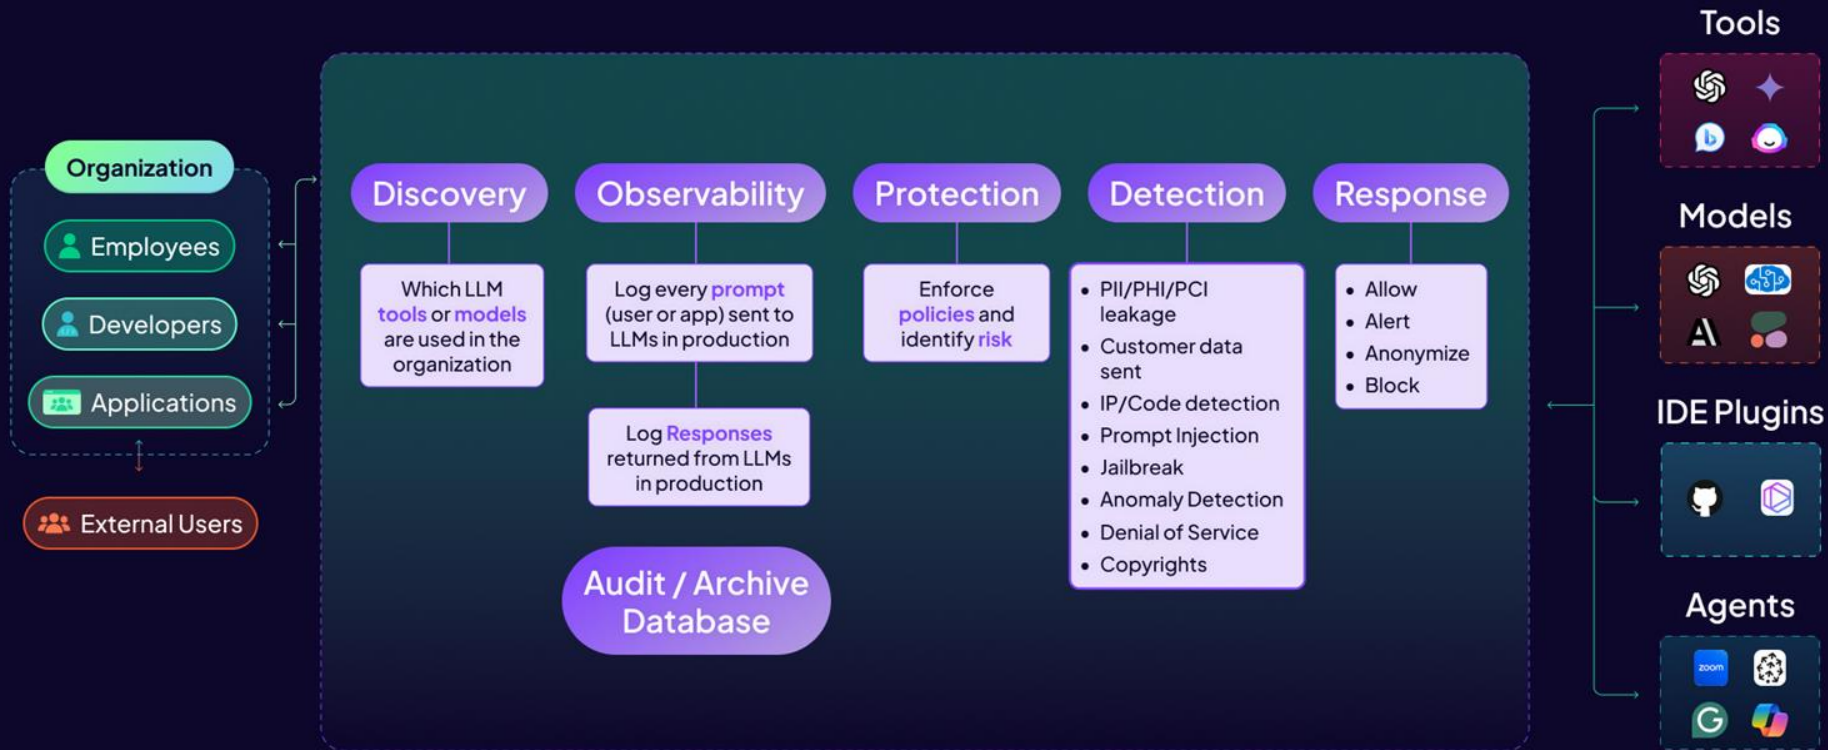 Organization
Employees
Developers
Applications
External Users
Discovery
Which LLM
tools or models
are used in the
organization
Observability
Log every prompt
(user or app) sent to
LLMs in production
Log Responses
returned from LLMs
in production
Audit / Archive
Database
Protection
Enforce
policies and
identify risk
Detection
• PII/PHI/PCI
leakage
• Customer data
sent
• IP/Code detection
• Prompt Injection
• Jailbreak
• Anomaly Detection
• Denial of Service
• Copyrights
Response
• Allow
• Alert
• Anonymize
• Block
Tools
Models
IDE Plugins
Agents
zoom